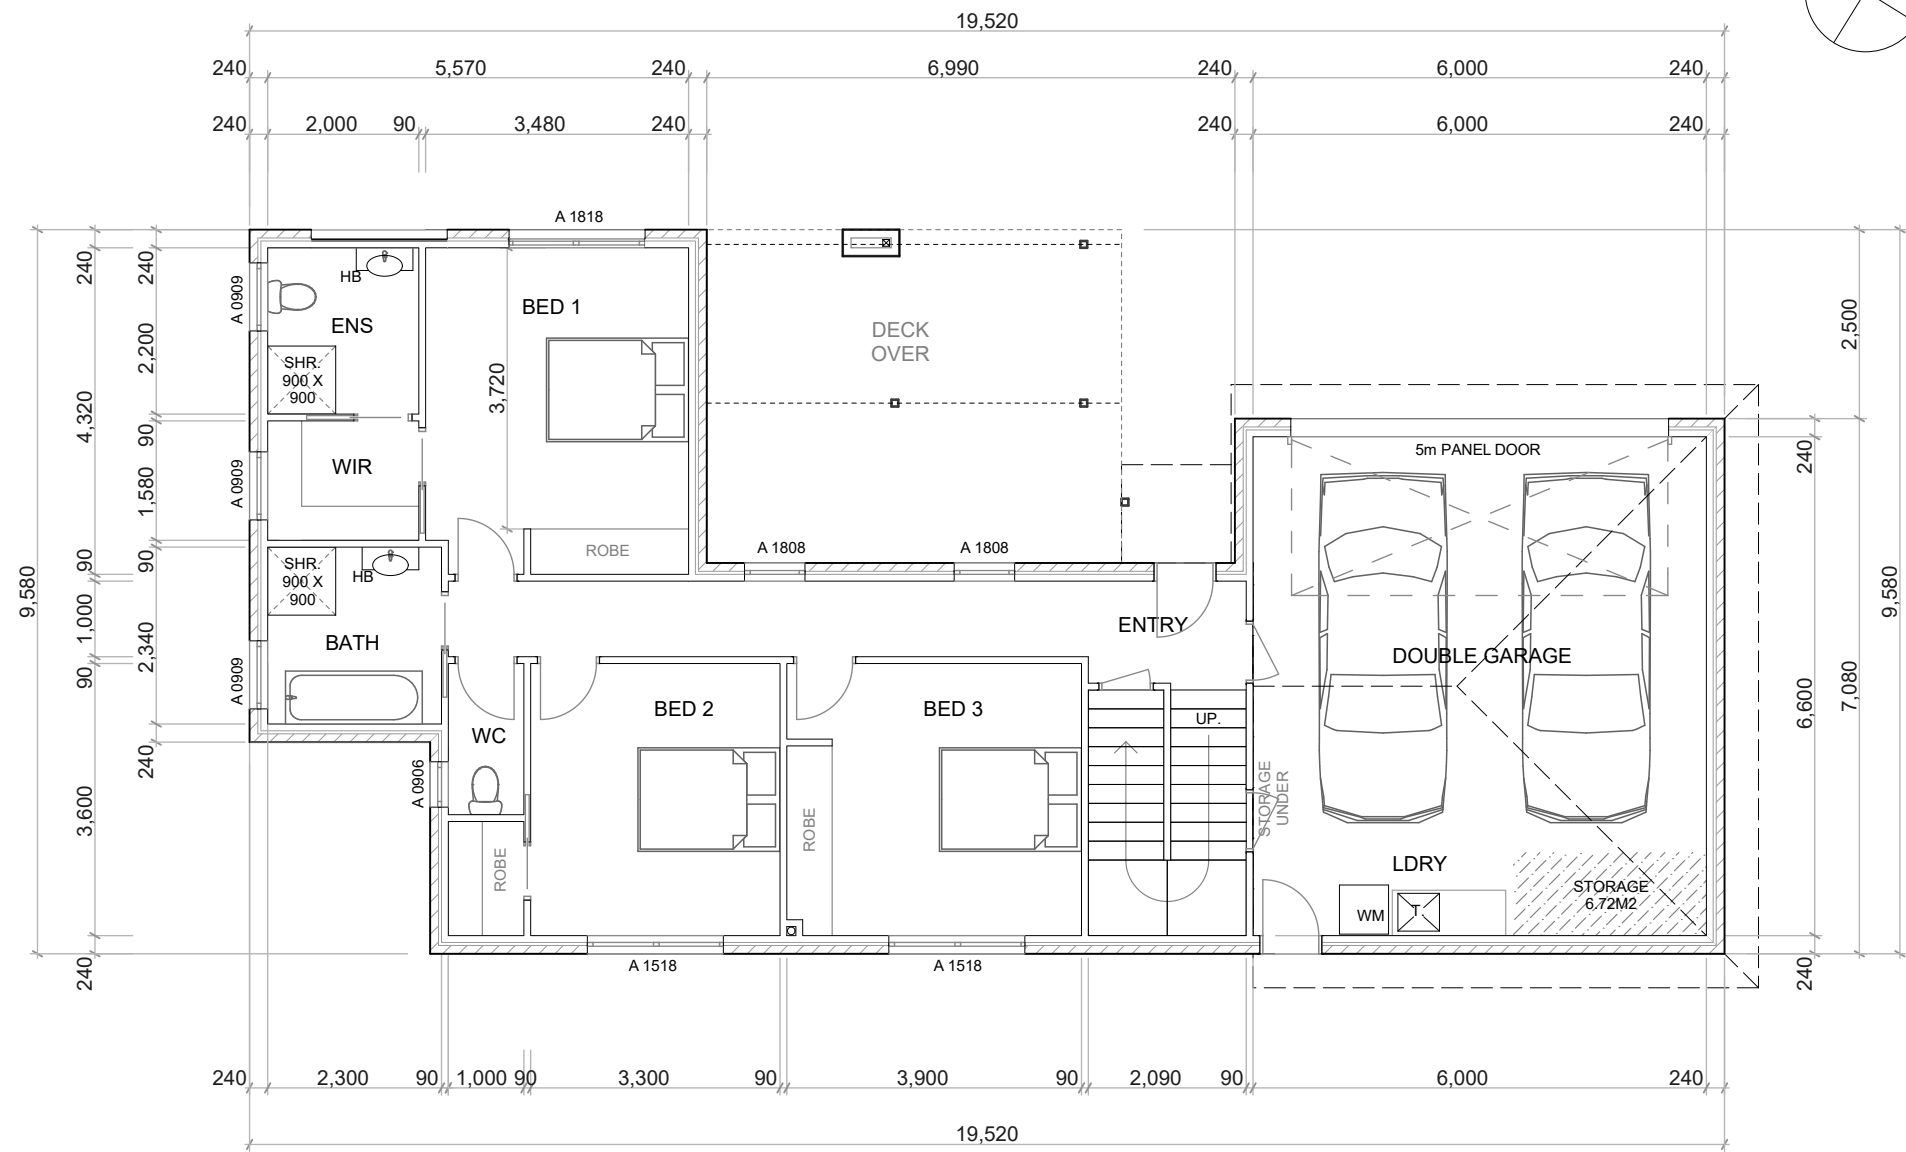 19,520
240
5,570
240
6,990
240
6,000
240
240
2,000
90
3,480
240
240
6,000
240
A 1818
9,580
240
4,320
90
1,000
90
3,600
240
240
2,200
90
1,580
90
2,340
240
A 0909
A 0909
A 0909
A 0906
HB
ENS
SHR.
900 X
900
WIR
BED 1
3,720
ROBE
DECK
OVER
A 1808
A 1808
SHR.
900 X
900
HB
BATH
ENTRY
WC
ROBE
BED 2
BED 3
ROBE
UP.
STORAGE
UNDER
5m PANEL DOOR
DOUBLE GARAGE
LDRY
WM
T.
STORAGE
6.72M2
A 1518
A 1518
240
6,600
240
2,500
7,080
9,580
240
2,300
90
1,000
90
3,300
90
3,900
90
2,090
90
6,000
240
19,520